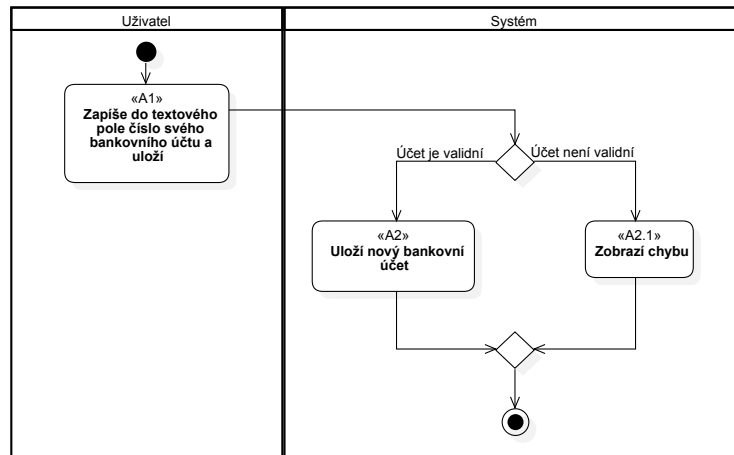 Uživatel
Systém
«A1»
Zapíše do textového
pole číslo svého
bankovního účtu a
uloží
Účet je validní
Účet není validní
«A2»
Uloží nový bankovní
účet
«A2.1»
Zobrazí chybu